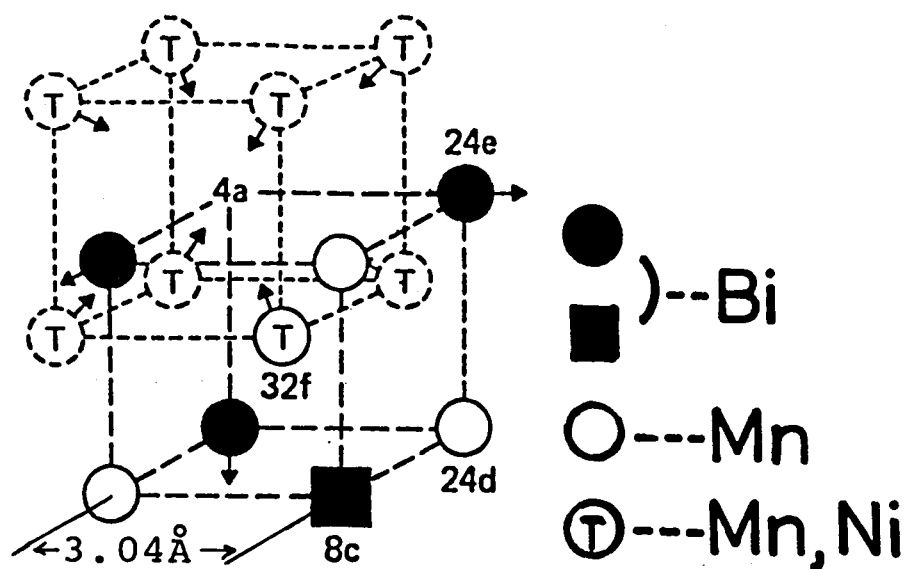 T T
T T
24e
4a
T T
T T
32f
24d
←3.04Å→
8c
)--Bi
---Mn
T---Mn,Ni